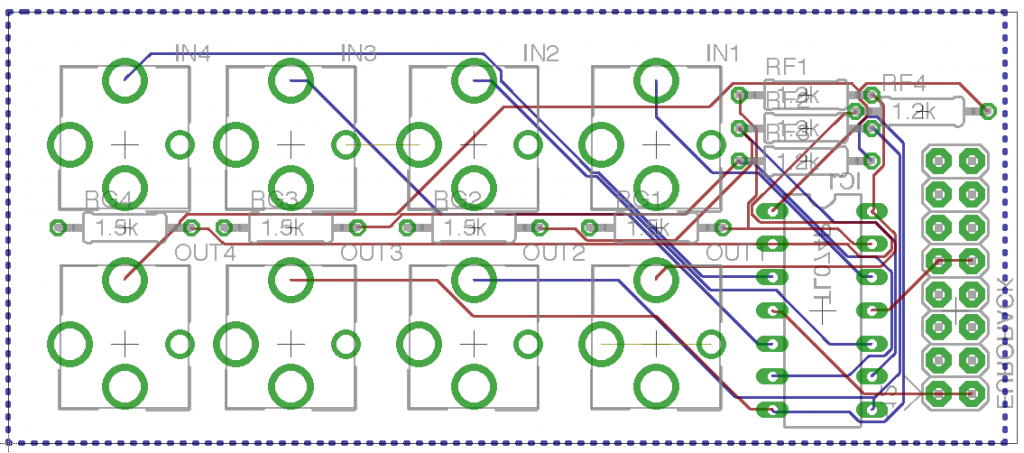 IN4
IN3
IN2
IN1
RF1
1.2k
RF4
1.2k
RF2
1.2k
RF3
1.2k
IC1
RG4
1.5k
RG3
1.5k
RG2
1.5k
RG1
1.5k
OUT4
OUT3
OUT2
OUT1
TL074P
EURORACK